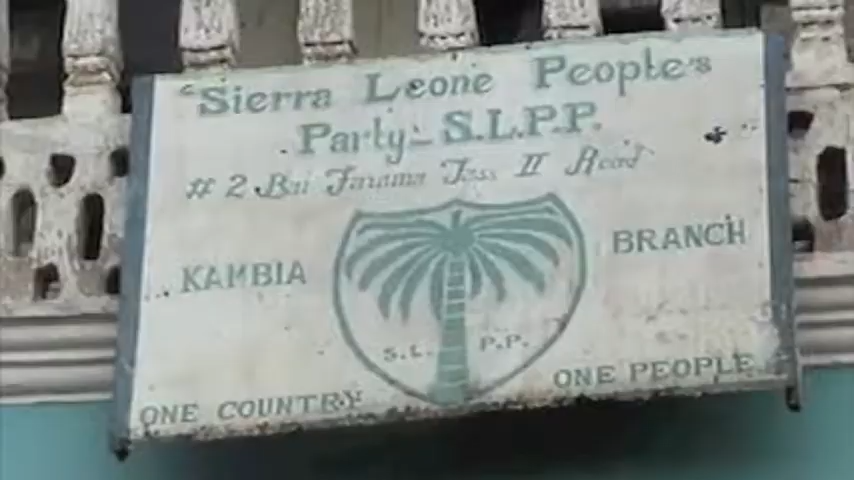 "Sierra Leone People's
Party - S.L.P.P.
# 2 Bai Farama Tass II Road
KAMBIA BRANCH
S.L. P.P.
ONE COUNTRY ONE PEOPLE